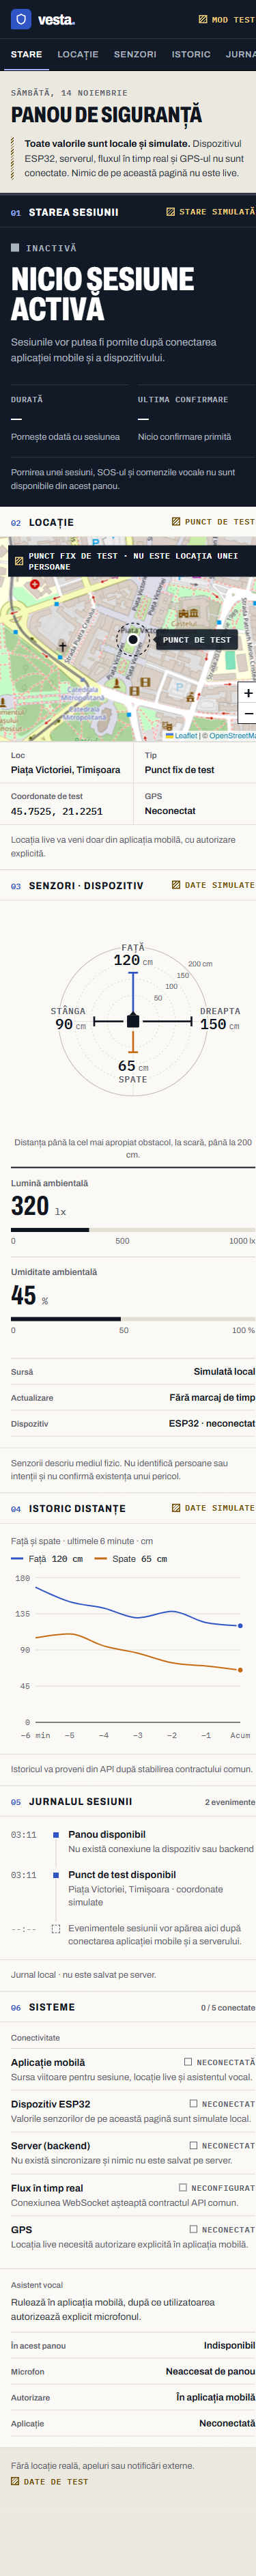 vesta.
MOD TEST
STARE LOCAȚIE SENZORI ISTORIC JURNA
SÂMBĂTĂ, 14 NOIEMBRIE
PANOU DE SIGURANȚĂ
Toate valorile sunt locale și simulate. Dispozitivul
ESP32, serverul, fluxul în timp real și GPS-ul nu sunt
conectate. Nimic de pe această pagină nu este live.
01 STAREA SESIUNII
STARE SIMULATĂ
INACTIVĂ
NICIO SESIUNE
ACTIVĂ
Sesiunile vor putea fi pornite după conectarea
aplicației mobile și a dispozitivului.
DURATĂ
ULTIMA CONFIRMARE
—
—
Pornește odată cu sesiunea
Nicio confirmare primită
Pornirea unei sesiuni, SOS-ul și comenzile vocale nu sunt
disponibile din acest panou.
02 LOCAȚIE
PUNCT DE TEST
PUNCT FIX DE TEST · NU ESTE LOCAȚIA UNEI
PERSOANE
PUNCT DE TEST
Catedrala
Mitropolitană
Catedrala
Mitropolitană
+
−
Leaflet | © OpenStreetMa
Loc
Tip
Piața Victoriei, Timișoara
Punct fix de test
Coordonate de test
GPS
45.7525, 21.2251
Neconectat
Locația live va veni doar din aplicația mobilă, cu autorizare
explicită.
03 SENZORI · DISPOZITIV
DATE SIMULATE
FAȚĂ
120 cm
200 cm
150
100
50
STÂNGA
90 cm
DREAPTA
150 cm
65 cm
SPATE
Distanța până la cel mai apropiat obstacol, la scară, până la 200
cm.
Lumină ambientală
320 lx
0 500 1000 lx
Umiditate ambientală
45 %
0 50 100 %
Sursă
Simulată local
Actualizare
Fără marcaj de timp
Dispozitiv
ESP32 · neconectat
Senzorii descriu mediul fizic. Nu identifică persoane sau
intenții și nu confirmă existența unui pericol.
04 ISTORIC DISTANȚE
DATE SIMULATE
Față și spate · ultimele 6 minute · cm
Față 120 cm Spate 65 cm
180
135
90
45
0
−6 min −5 −4 −3 −2 −1 Acum
Istoricul va proveni din API după stabilirea contractului comun.
05 JURNALUL SESIUNII
2 evenimente
03:11 Panou disponibil
Nu există conexiune la dispozitiv sau backend
03:11 Punct de test disponibil
Piața Victoriei, Timișoara · coordonate
simulate
--:-- Evenimentele sesiunii vor apărea aici după
conectarea aplicației mobile și a serverului.
Jurnal local · nu este salvat pe server.
06 SISTEME
0 / 5 conectate
Conectivitate
Aplicație mobilă
NECONECTATĂ
Sursa viitoare pentru sesiune, locație live și asistentul vocal.
Dispozitiv ESP32
NECONECTAT
Valorile senzorilor de pe această pagină sunt simulate local.
Server (backend)
NECONECTAT
Nu există sincronizare și nimic nu este salvat pe server.
Flux în timp real
NECONFIGURAT
Conexiunea WebSocket așteaptă contractul API comun.
GPS
NECONECTAT
Locația live necesită autorizare explicită în aplicația mobilă.
Asistent vocal
Rulează în aplicația mobilă, după ce utilizatoarea
autorizează explicit microfonul.
În acest panou
Indisponibil
Microfon
Neaccesat de panou
Autorizare
În aplicația mobilă
Aplicație
Neconectată
Fără locație reală, apeluri sau notificări externe.
DATE DE TEST